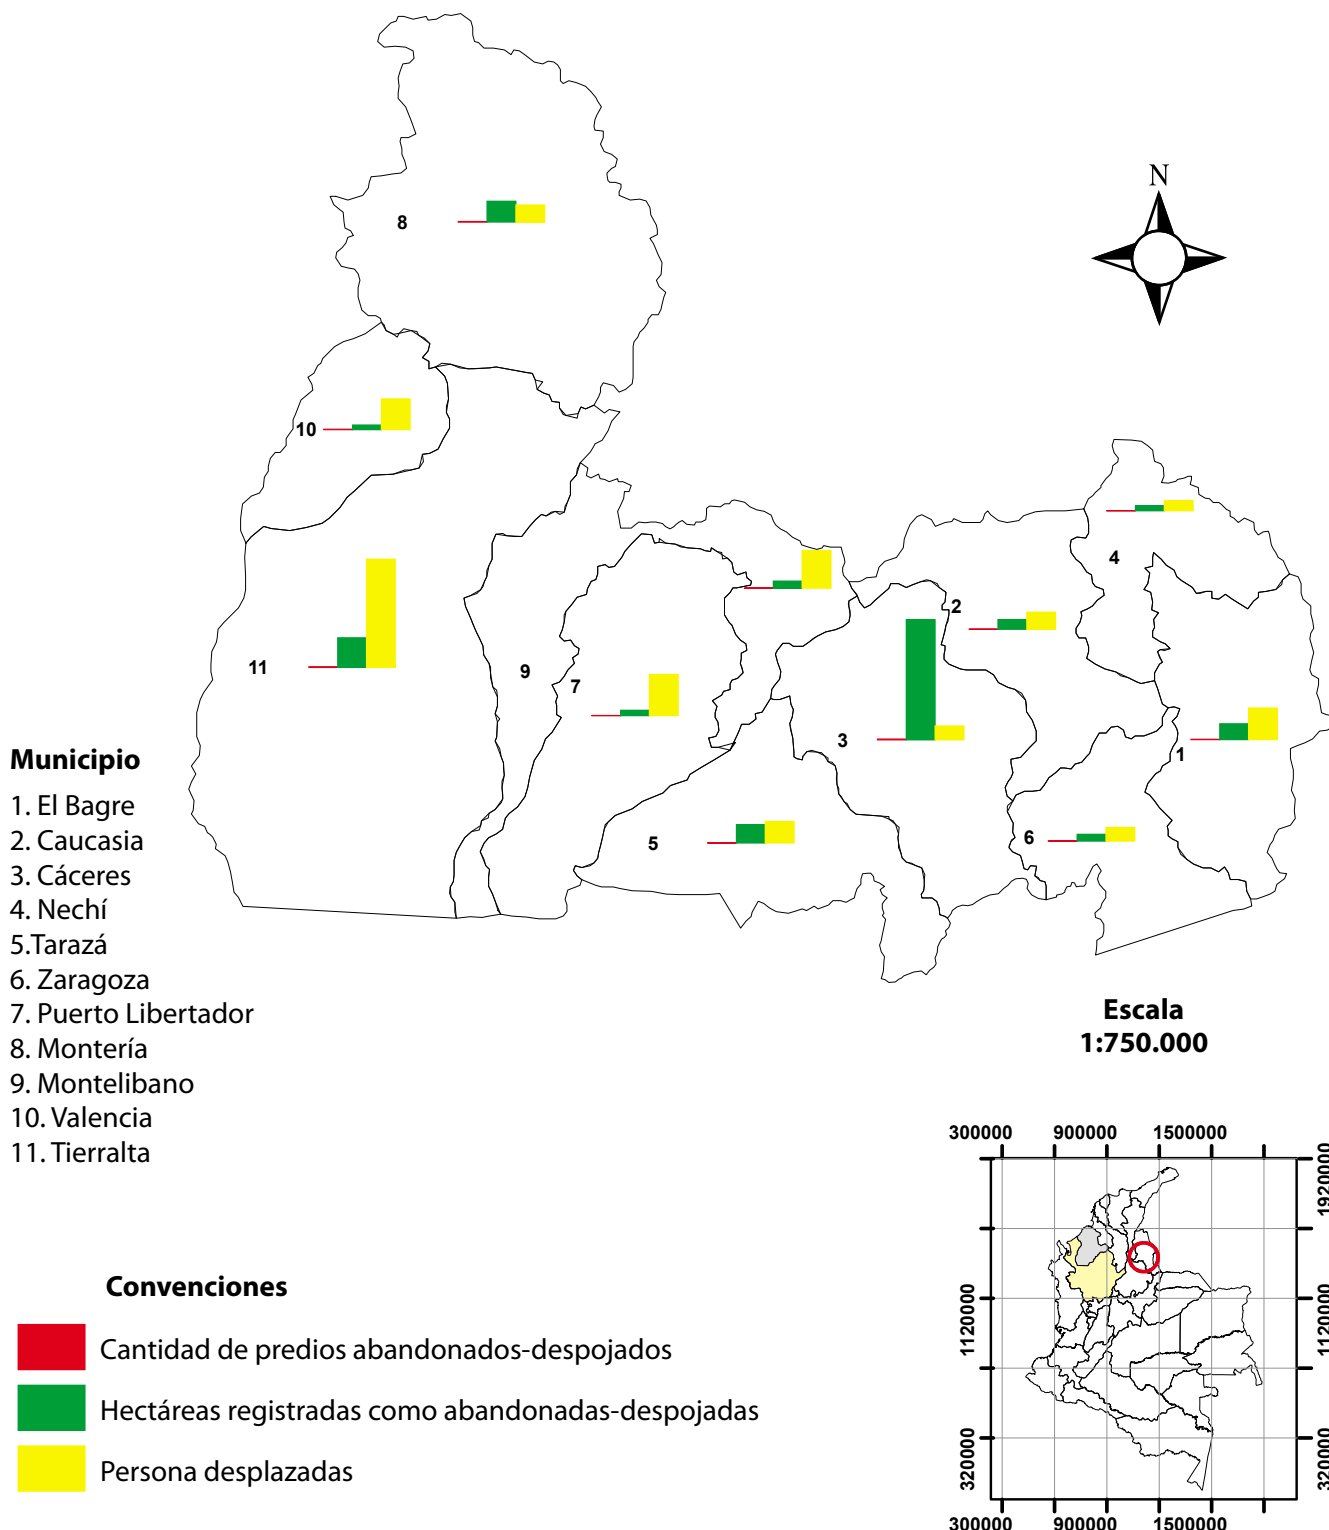 N
8
10
4
2
11
9
7
3
1
5
6
Municipio
1. El Bagre
2. Caucasia
3. Cáceres
4. Nechí
5.Tarazá
6. Zaragoza
7. Puerto Libertador
8. Montería
9. Montelibano
10. Valencia
11. Tierralta
Escala
1:750.000
Convenciones
Cantidad de predios abandonados-despojados
Hectáreas registradas como abandonadas-despojadas
Persona desplazadas
300000 900000 1500000
1920000
1120000 1120000
320000 320000
300000 900000 1500000